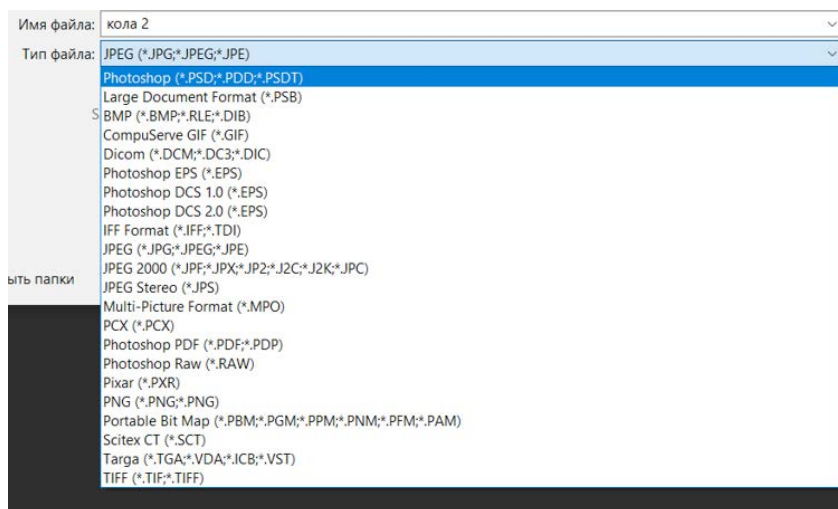 Имя файла: кола 2
Тип файла: JPEG (*.JPG;*.JPEG;*.JPE)
Photoshop (*.PSD;*.PDD;*.PSDT)
Large Document Format (*.PSB)
S BMP (*.BMP;*.RLE;*.DIB)
CompuServe GIF (*.GIF)
Dicom (*.DCM;*.DC3;*.DIC)
Photoshop EPS (*.EPS)
Photoshop DCS 1.0 (*.EPS)
Photoshop DCS 2.0 (*.EPS)
IFF Format (*.IFF;*.TDI)
JPEG (*.JPG;*.JPEG;*.JPE)
JPEG 2000 (*.JPF;*.JPX;*.JP2;*.J2C;*.J2K;*.JPC)
ыть папки
JPEG Stereo (*.JPS)
Multi-Picture Format (*.MPO)
PCX (*.PCX)
Photoshop PDF (*.PDF;*.PDP)
Photoshop Raw (*.RAW)
Pixar (*.PXR)
PNG (*.PNG;*.PNG)
Portable Bit Map (*.PBM;*.PGM;*.PPM;*.PNM;*.PFM;*.PAM)
Scitex CT (*.SCT)
Targa (*.TGA;*.VDA;*.ICB;*.VST)
TIFF (*.TIF;*.TIFF)